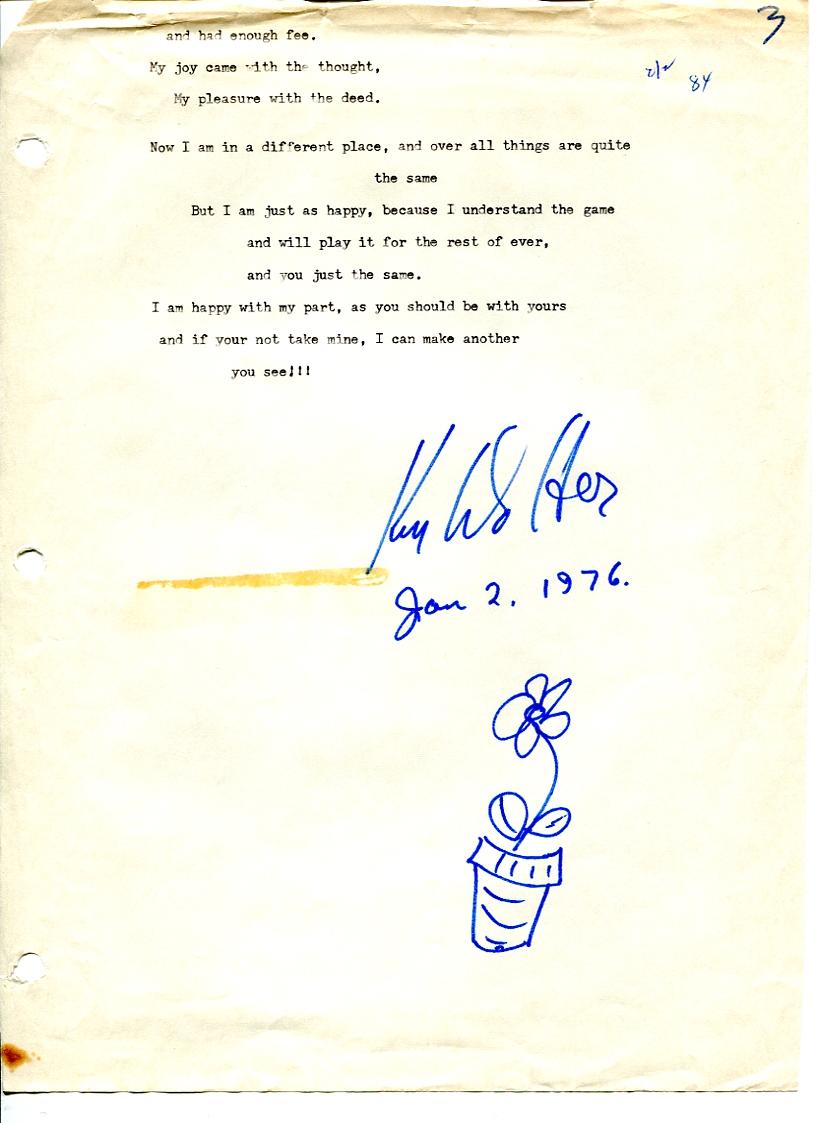 3
and had enough fee.
My joy came with the thought,
84
My pleasure with the deed.
Now I am in a different place, and over all things are quite
the same
But I am just as happy, because I understand the game
and will play it for the rest of ever,
and you just the same.
I am happy with my part, as you should be with yours
and if your not take mine, I can make another
you see!!!
Jan 2, 1976.